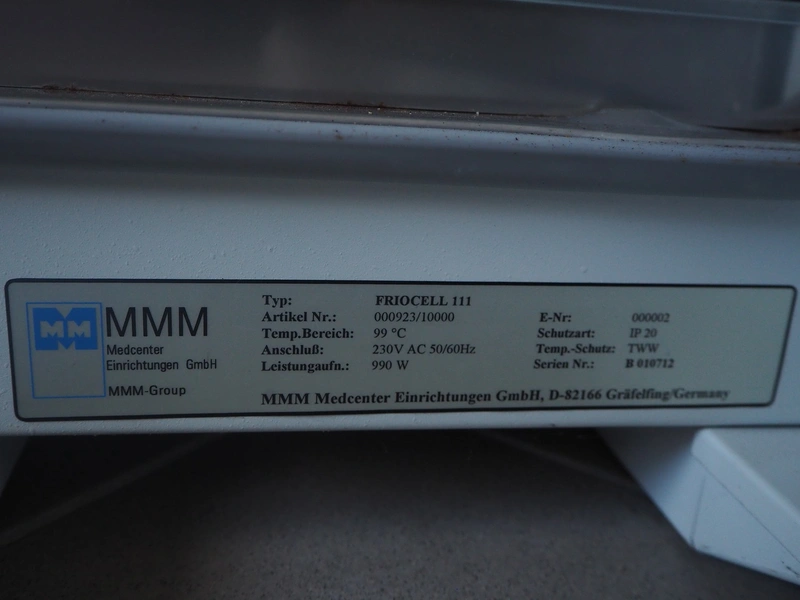 MM
MMM
Medcenter
Einrichtungen GmbH
MMM-Group
Typ: FRIOCELL 111
Artikel Nr.: 000923/10000 E-Nr: 000002
Temp.Bereich: 99 °C Schutzart: IP 20
Anschluß: 230V AC 50/60Hz Temp.-Schutz: TWW
Leistungaufn.: 990 W Serien Nr.: B 010712
MMM Medcenter Einrichtungen GmbH, D-82166 Gräfelfing/Germany